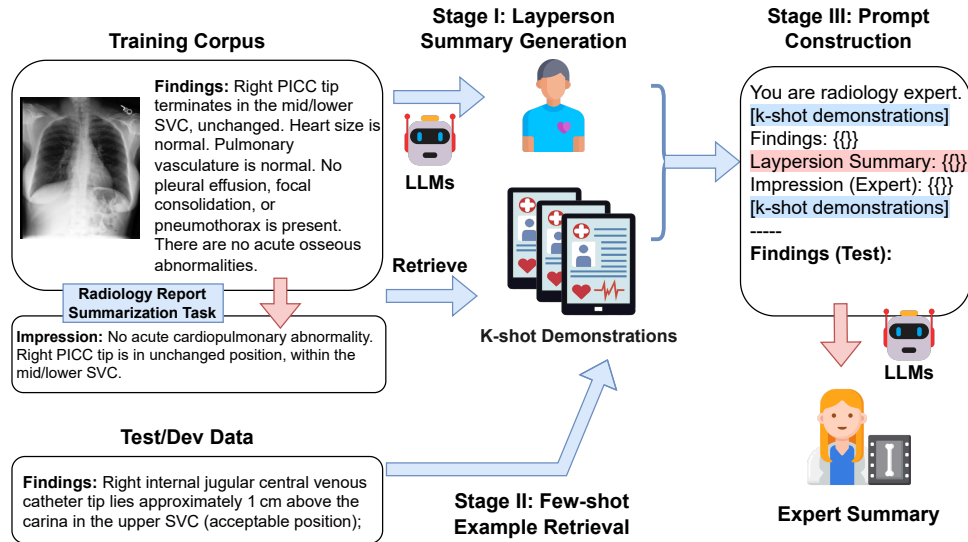 Training Corpus
Findings: Right PICC tip
terminates in the mid/lower
SVC, unchanged. Heart size is
normal. Pulmonary
vasculature is normal. No
pleural effusion, focal
consolidation, or
pneumothorax is present.
There are no acute osseous
abnormalities.
Radiology Report
Summarization Task
Impression: No acute cardiopulmonary abnormality.
Right PICC tip is in unchanged position, within the
mid/lower SVC.
Test/Dev Data
Findings: Right internal jugular central venous
catheter tip lies approximately 1 cm above the
carina in the upper SVC (acceptable position);
Stage I: Layperson
Summary Generation
LLMs
Retrieve
K-shot Demonstrations
Stage II: Few-shot
Example Retrieval
Stage III: Prompt
Construction
You are radiology expert.
[k-shot demonstrations]
Findings: {{}}
Laypersion Summary: {{}}
Impression (Expert): {{}}
[k-shot demonstrations]
-----
Findings (Test):
LLMs
Expert Summary